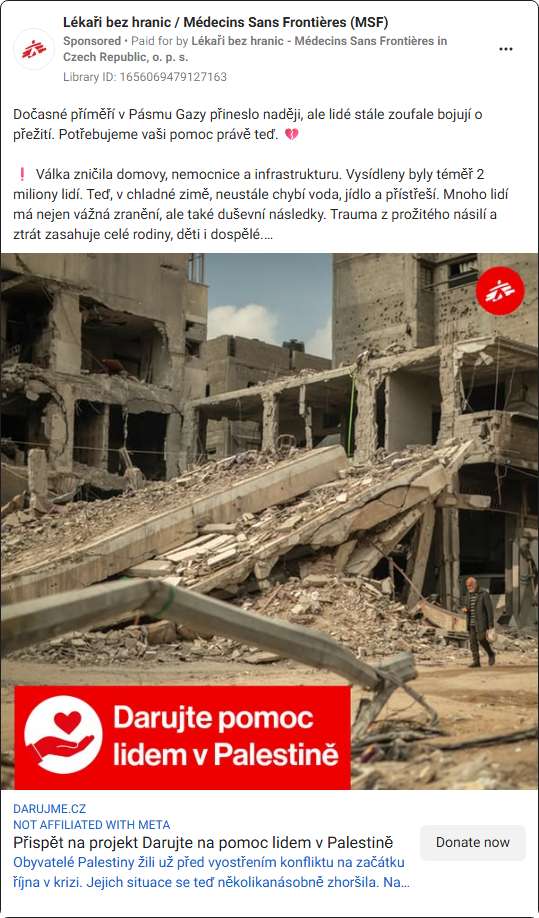 Lékaři bez hranic / Médecins Sans Frontières (MSF)
Sponsored • Paid for by Lékaři bez hranic - Médecins Sans Frontières in
Czech Republic, o. p. s.
Library ID: 1656069479127163
Dočasné příměří v Pásmu Gazy přineslo naději, ale lidé stále zoufale bojují o
přežití. Potřebujeme vaši pomoc právě teď. 💔
❗ Válka zničila domovy, nemocnice a infrastrukturu. Vysídleny byly téměř 2
miliony lidí. Teď, v chladné zimě, neustále chybí voda, jídlo a přístřeší. Mnoho lidí
má nejen vážná zranění, ale také duševní následky. Trauma z prožitého násilí a
ztrát zasahuje celé rodiny, děti i dospělé....
Darujte pomoc
lidem v Palestině
DARUJME.CZ
NOT AFFILIATED WITH META
Přispět na projekt Darujte na pomoc lidem v Palestině
Obyvatelé Palestiny žili už před vyostřením konfliktu na začátku
října v krizi. Jejich situace se teď několikanásobně zhoršila. Na...
Donate now